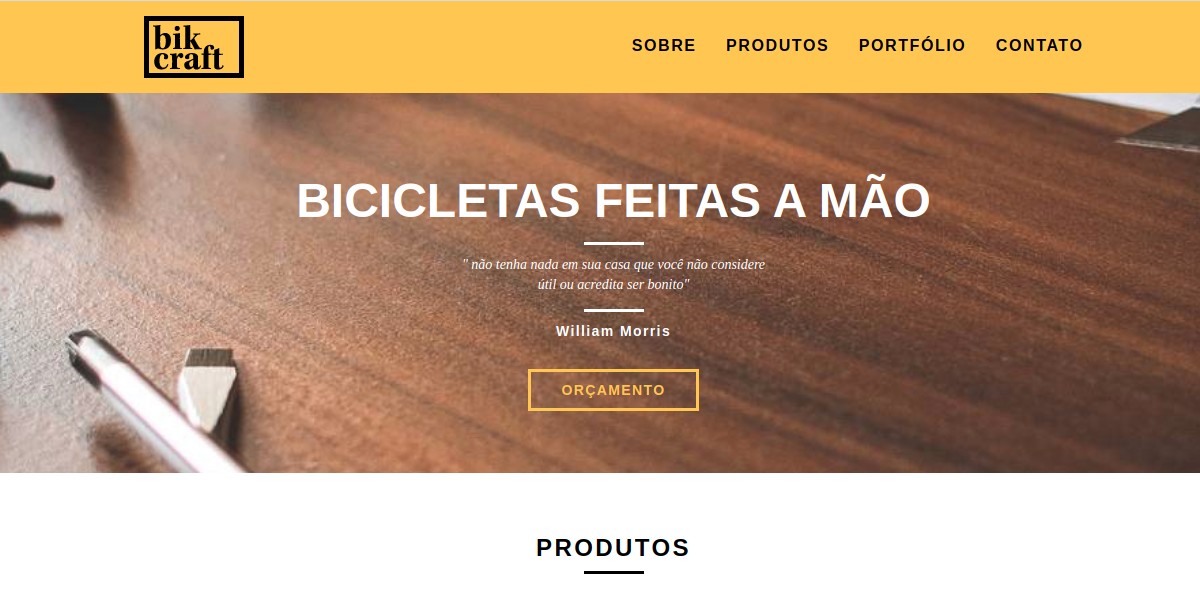 bik
craft
SOBRE PRODUTOS PORTFÓLIO CONTATO
BICICLETAS FEITAS A MÃO
" não tenha nada em sua casa que você não considere
útil ou acredita ser bonito"
William Morris
ORÇAMENTO
PRODUTOS